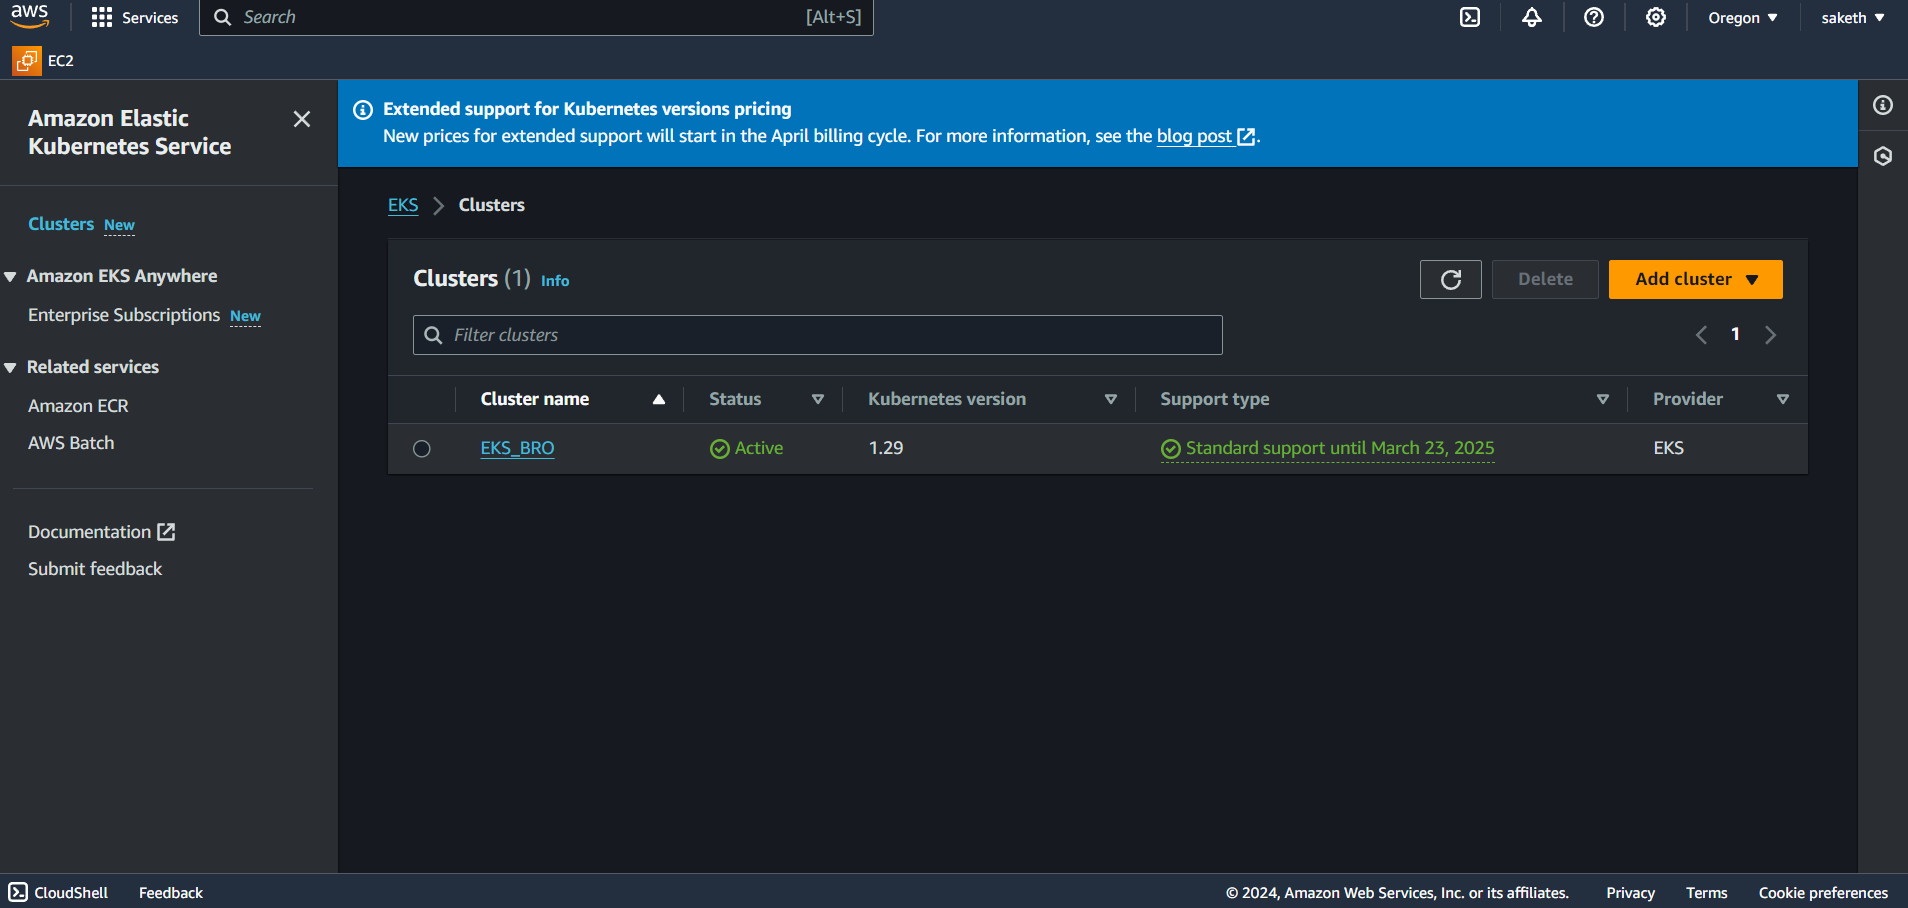 aws
Services
Search
[Alt+S]
Oregon
saketh
EC2
Amazon Elastic
Kubernetes Service
Clusters New
Amazon EKS Anywhere
Enterprise Subscriptions New
Related services
Amazon ECR
AWS Batch
Documentation
Submit feedback
Extended support for Kubernetes versions pricing
New prices for extended support will start in the April billing cycle. For more information, see the blog post.
EKS Clusters
Clusters (1) Info
Delete
Add cluster
Filter clusters
1
Cluster name Status Kubernetes version Support type Provider
EKS_BRO Active 1.29 Standard support until March 23, 2025 EKS
CloudShell Feedback © 2024, Amazon Web Services, Inc. or its affiliates. Privacy Terms Cookie preferences